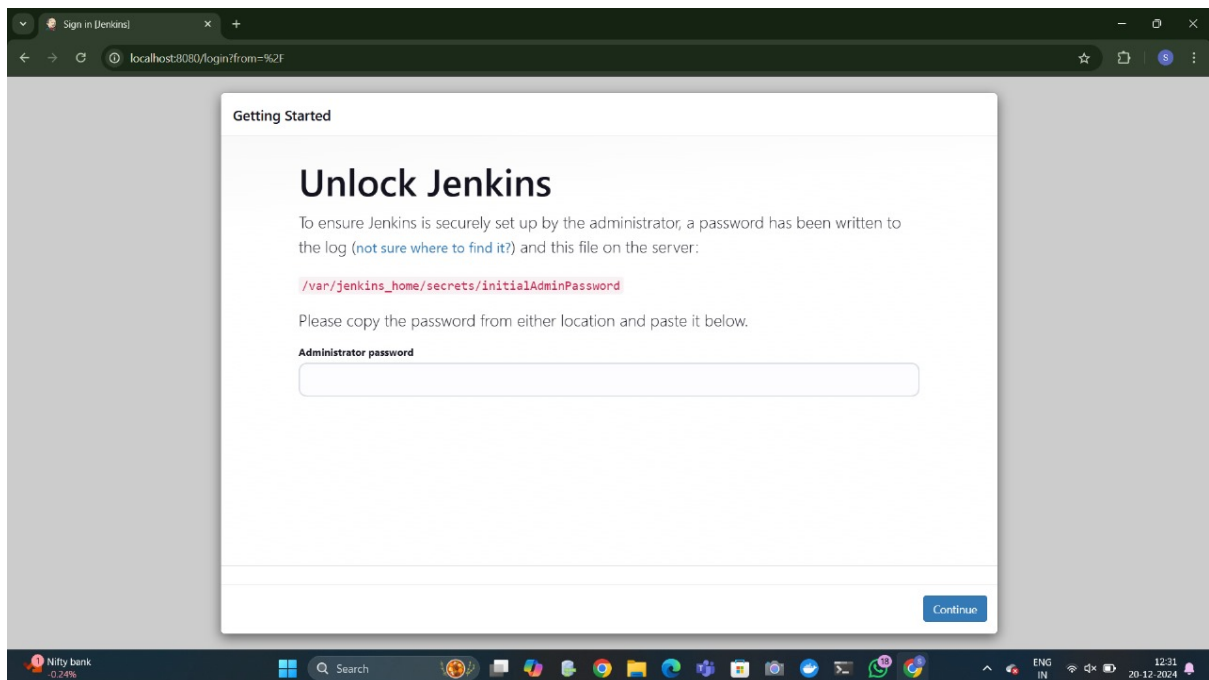 Sign in [Jenkins]
localhost:8080/login?from=%2F
S
Getting Started
Unlock Jenkins
To ensure Jenkins is securely set up by the administrator, a password has been written to
the log (not sure where to find it?) and this file on the server:
/var/jenkins_home/secrets/initialAdminPassword
Please copy the password from either location and paste it below.
Administrator password
Continue
1
Nifty bank
-0.24%
Search
18
ENG
IN
12:31
20-12-2024